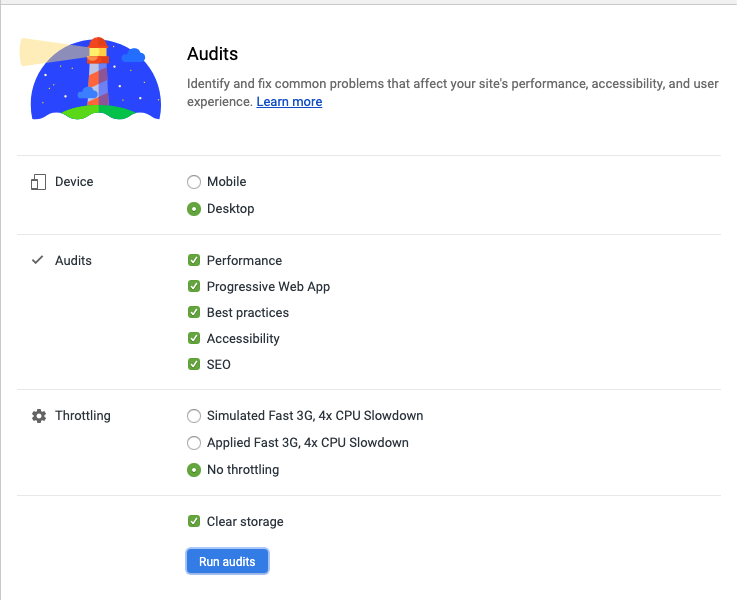 Audits
Identify and fix common problems that affect your site's performance, accessibility, and user
experience. Learn more
Device
Mobile
Desktop
Audits
Performance
Progressive Web App
Best practices
Accessibility
SEO
Throttling
Simulated Fast 3G, 4x CPU Slowdown
Applied Fast 3G, 4x CPU Slowdown
No throttling
Clear storage
Run audits